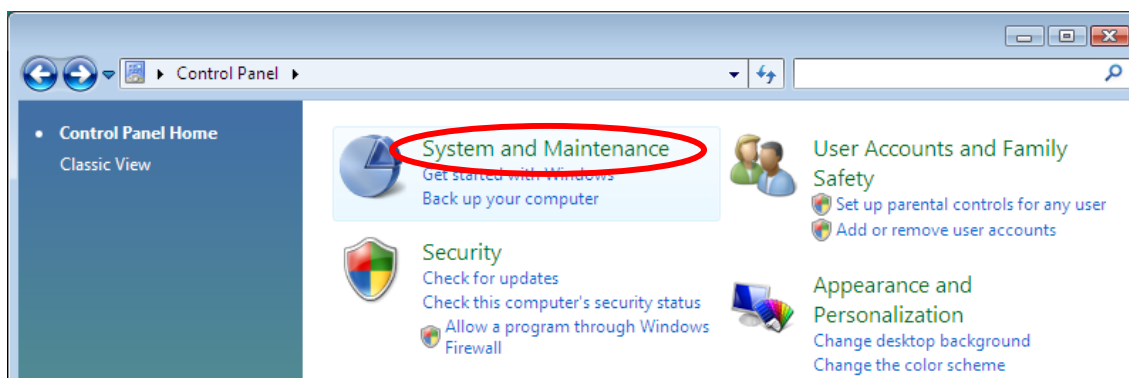 Control Panel
Control Panel Home
Classic View
System and Maintenance
Get started with Windows
Back up your computer
Security
Check for updates
Check this computer's security status
Allow a program through Windows
Firewall
User Accounts and Family
Safety
Set up parental controls for any user
Add or remove user accounts
Appearance and
Personalization
Change desktop background
Change the color scheme